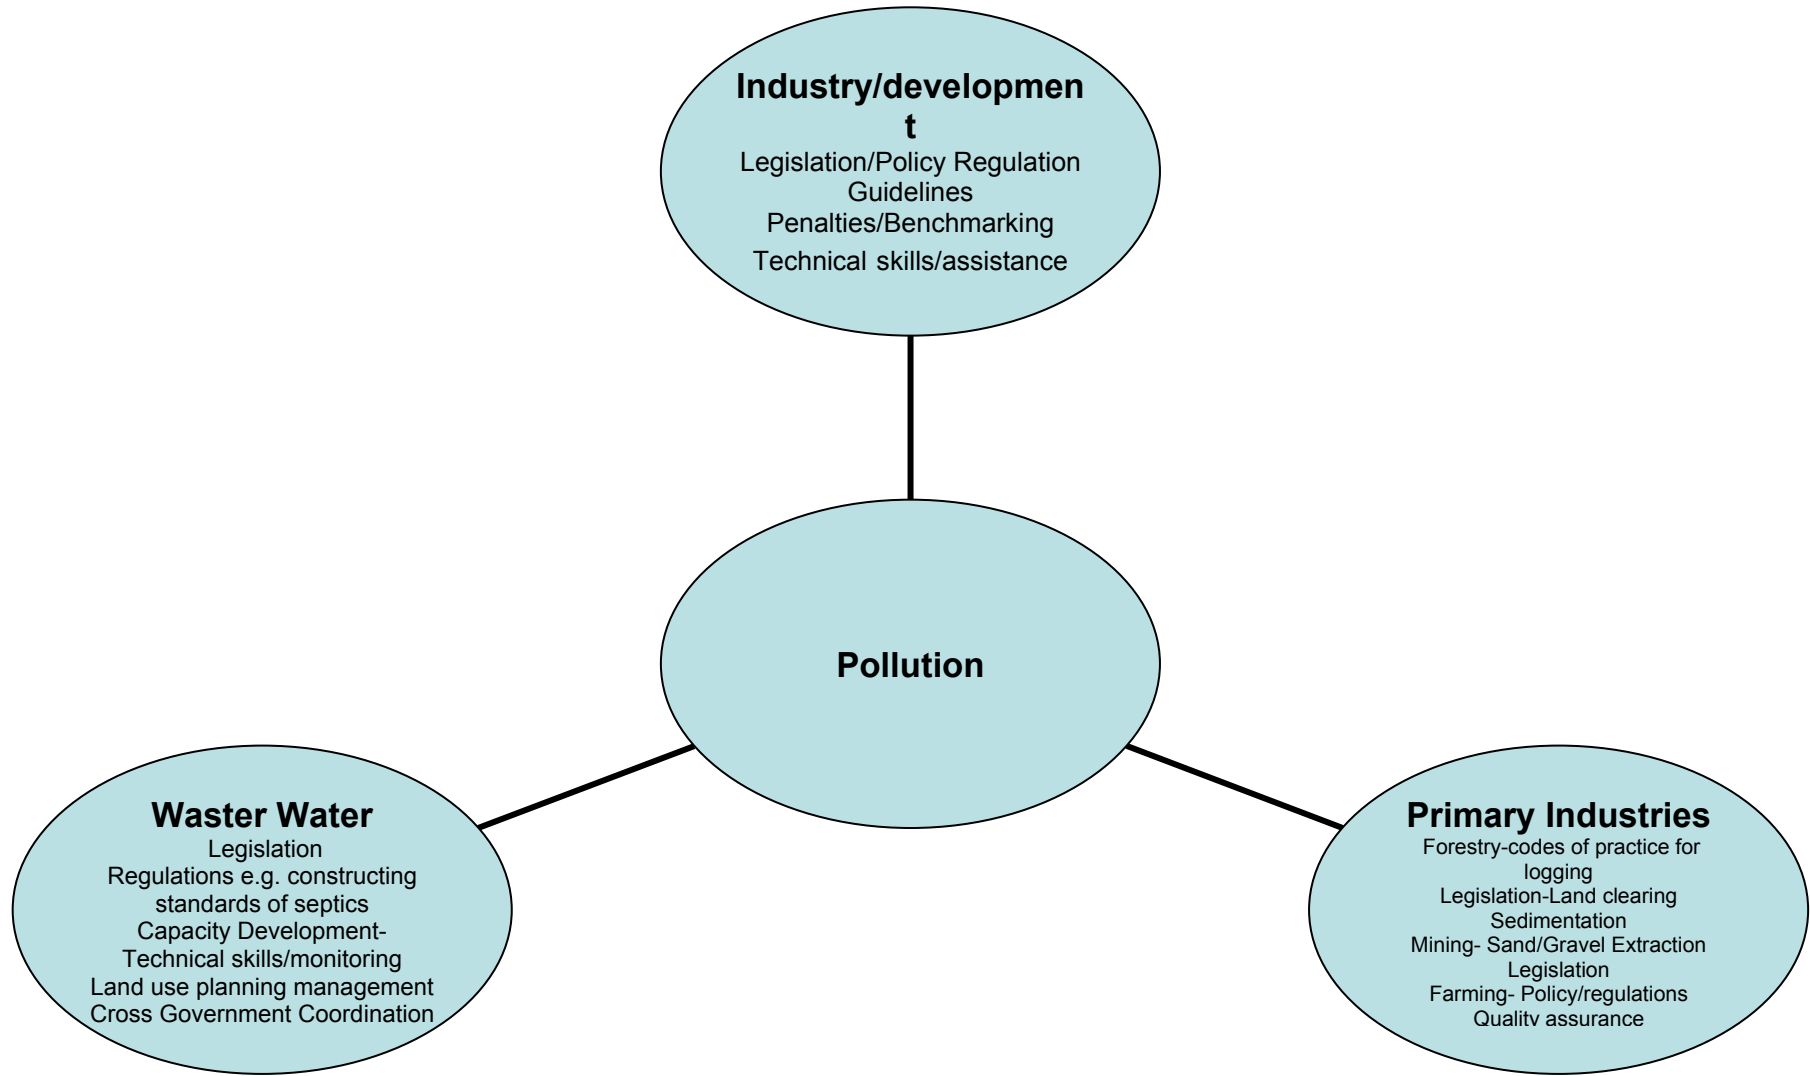 Industry/developmen
t
Legislation/Policy Regulation
Guidelines
Penalties/Benchmarking
Technical skills/assistance
Pollution
Waster Water
Legislation
Regulations e.g. constructing
standards of septics
Capacity Development-
Technical skills/monitoring
Land use planning management
Cross Government Coordination
Primary Industries
Forestry-codes of practice for
logging
Legislation-Land clearing
Sedimentation
Mining- Sand/Gravel Extraction
Legislation
Farming- Policy/regulations
Quality assurance